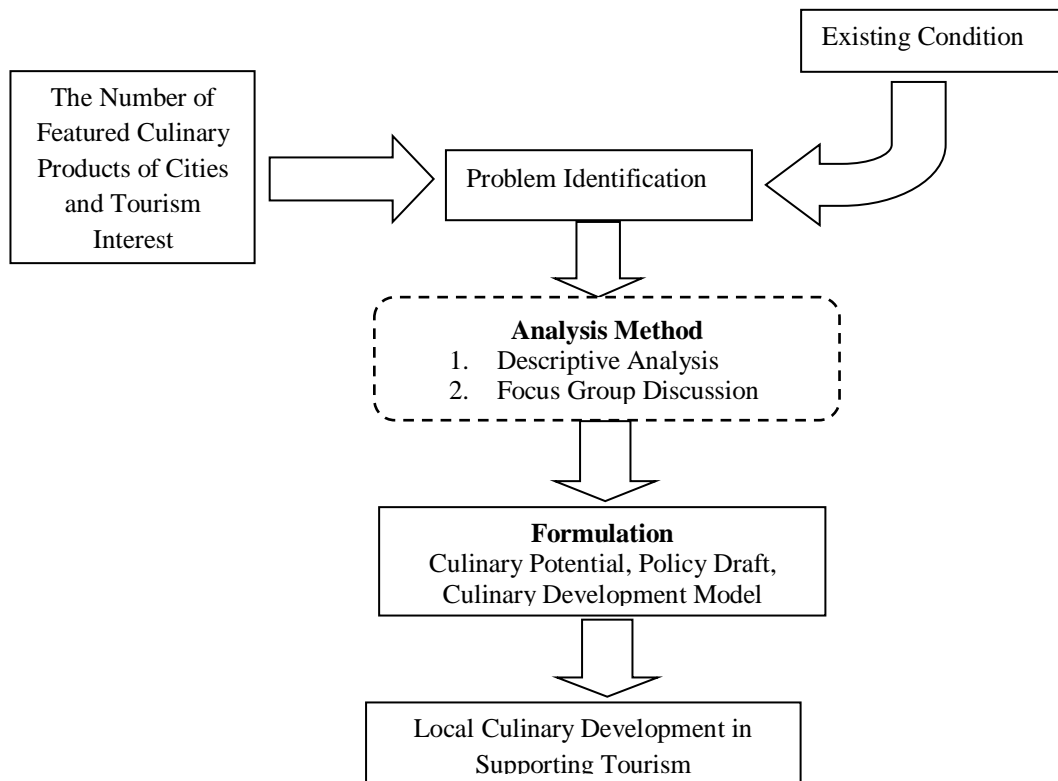 Existing Condition
The Number of
Featured Culinary
Products of Cities
and Tourism
Interest
Problem Identification
Analysis Method
1. Descriptive Analysis
2. Focus Group Discussion
Formulation
Culinary Potential, Policy Draft,
Culinary Development Model
Local Culinary Development in
Supporting Tourism